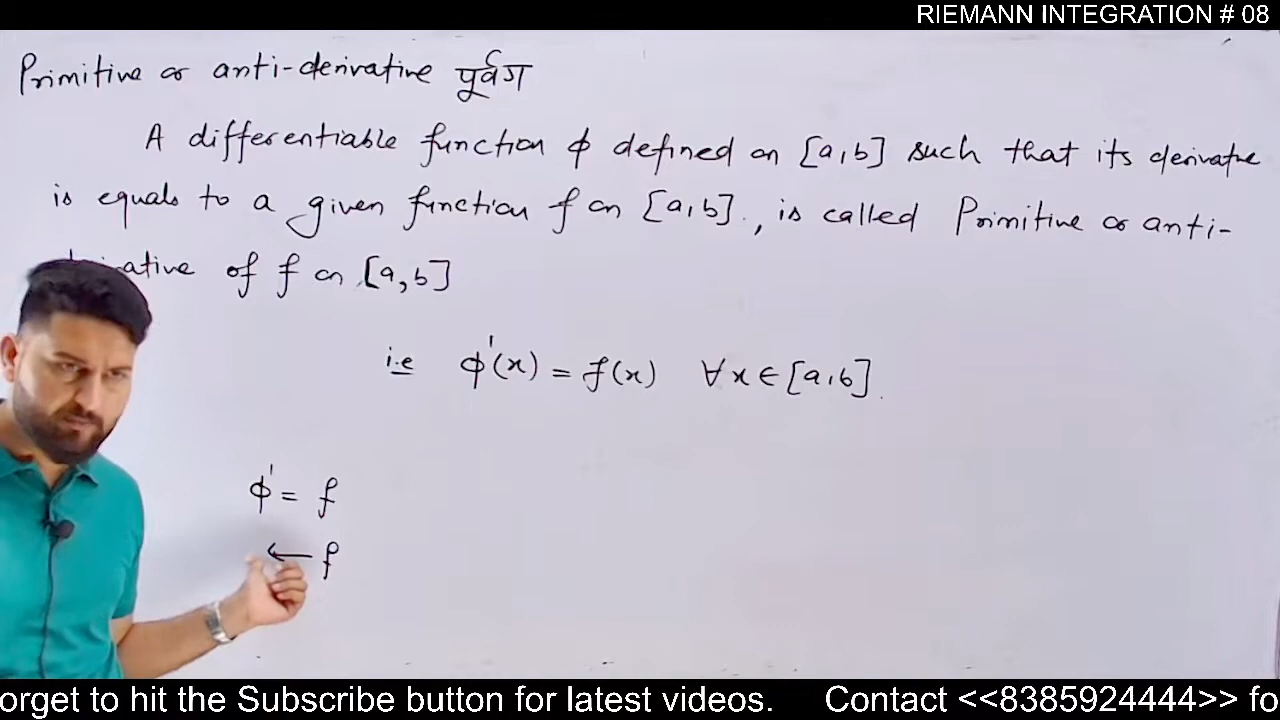 RIEMANN INTEGRATION # 08
Primitive or anti-derivative पूर्वग
A differentiable function ϕ defined on [a,b] such that its derivative
is equals to a given function f on [a,b]., is called Primitive or anti-
ative of f on [a,b]
i.e ϕ'(x) = f(x) ∀x∈[a,b].
ϕ' = f
← f
orget to hit the Subscribe button for latest videos. Contact <<8385924444>> fo